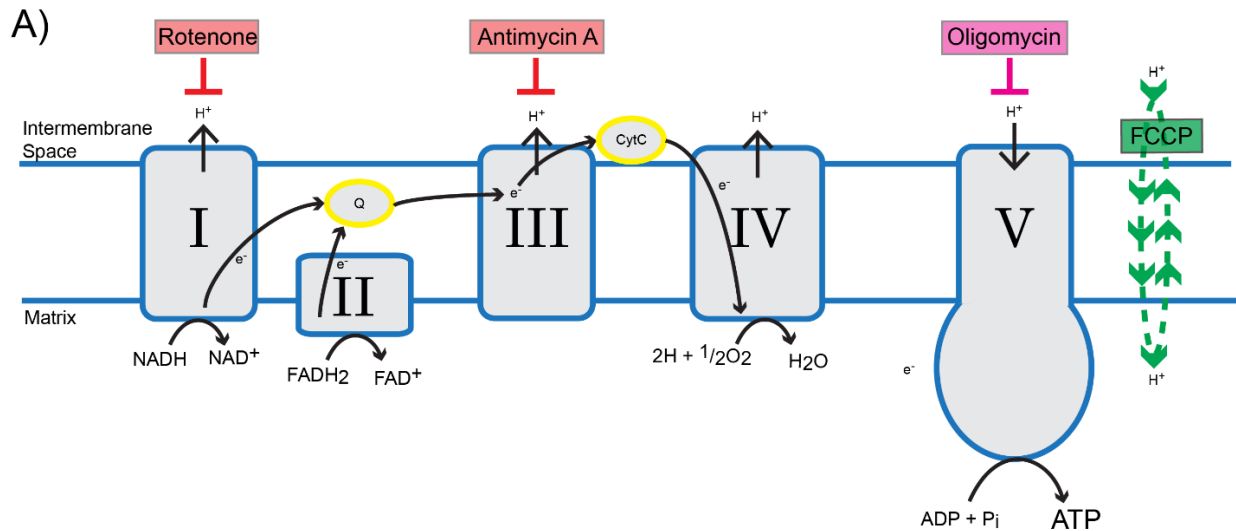 A)
Rotenone
Antimycin A
Oligomycin
H⁺
H⁺
H⁺
H⁺
H⁺
Intermembrane
Space
CytC
FCCP
Q
e⁻
e⁻
I
III
IV
V
e⁻
e⁻
II
Matrix
NADH NAD⁺
FADH₂ FAD⁺
2H + ¹/₂O₂ H₂O
e⁻
H⁺
ADP + Pᵢ ATP